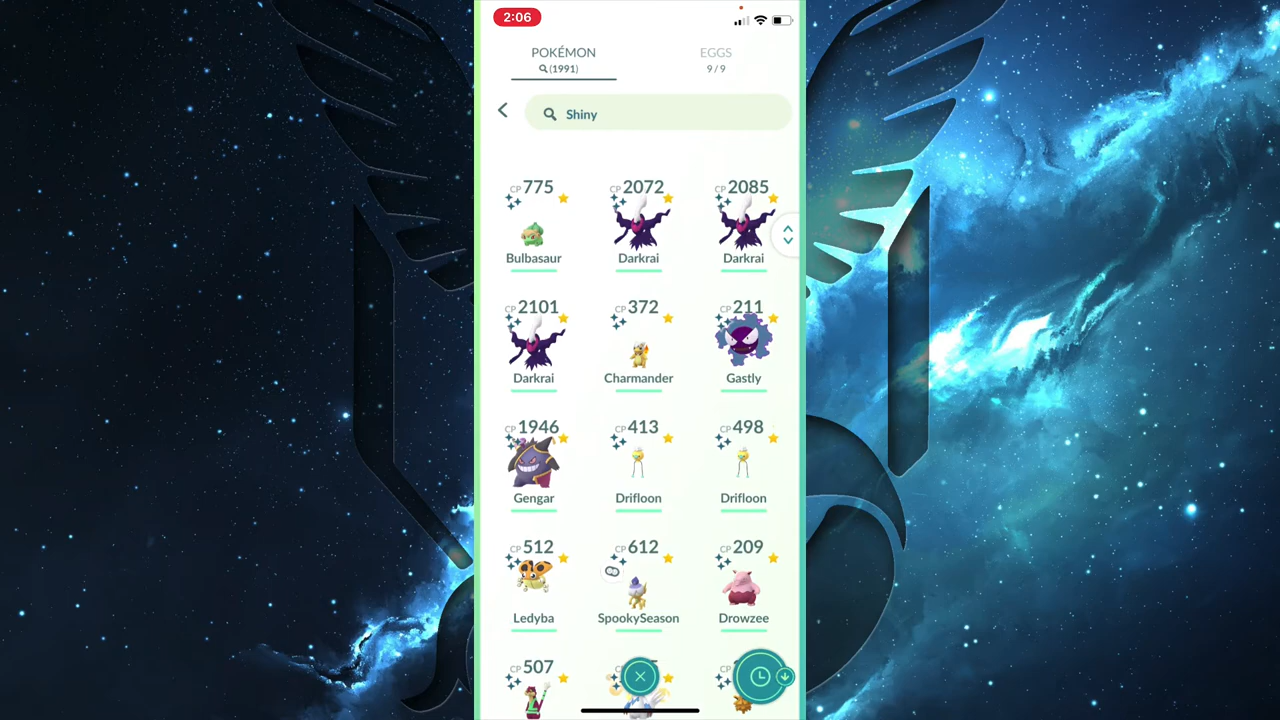 2:06
POKÉMON
(1991)
EGGS
9 / 9
Shiny
CP775
CP2072
CP2085
Bulbasaur
Darkrai
Darkrai
CP2101
CP372
CP211
Darkrai
Charmander
Gastly
CP1946
CP413
CP498
Gengar
Drifloon
Drifloon
CP512
CP612
CP209
Ledyba
SpookySeason
Drowzee
CP507